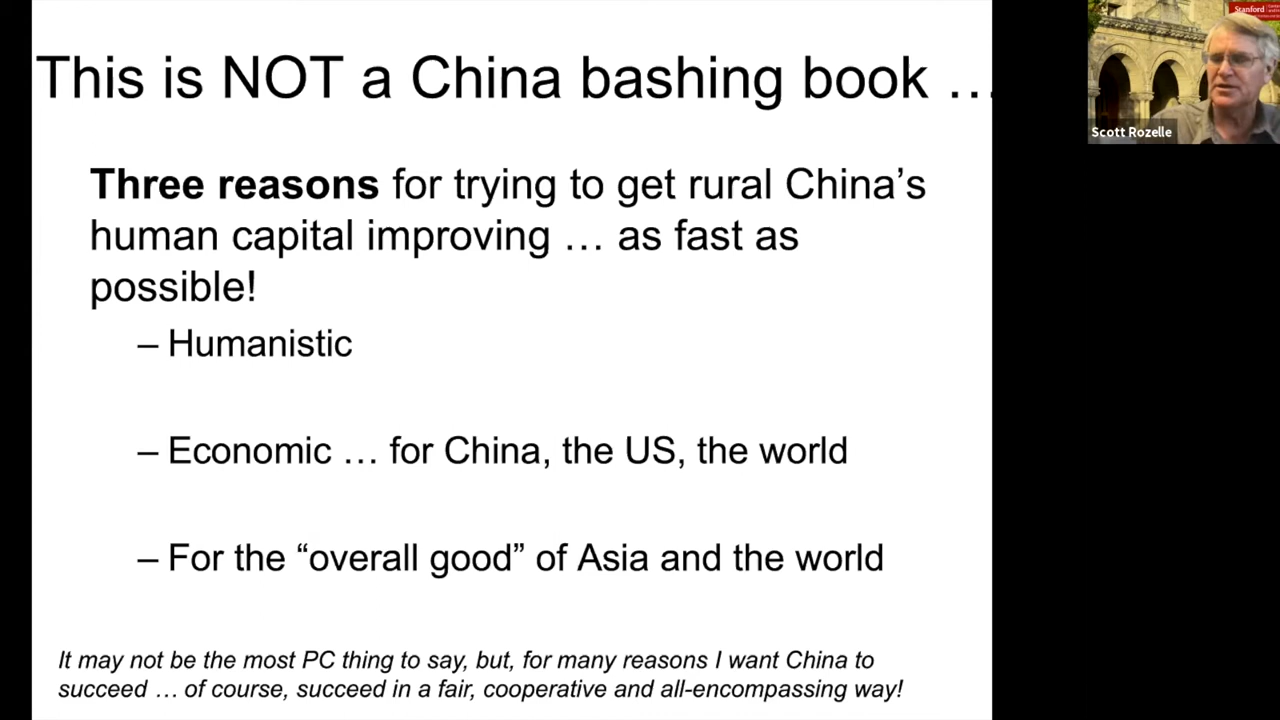 This is NOT a China bashing book …
Three reasons for trying to get rural China’s
human capital improving … as fast as
possible!
– Humanistic
– Economic … for China, the US, the world
– For the “overall good” of Asia and the world
It may not be the most PC thing to say, but, for many reasons I want China to
succeed … of course, succeed in a fair, cooperative and all-encompassing way!
Stanford
Scott Rozelle